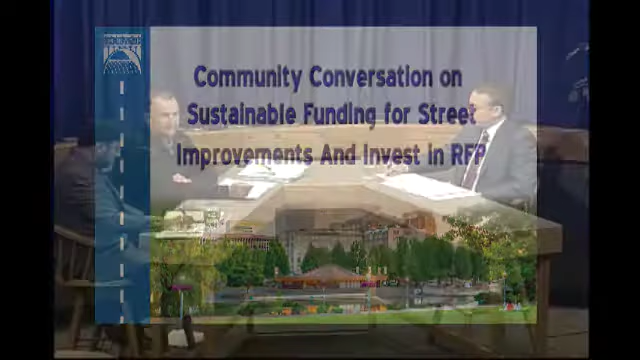 Community Conversation on
Sustainable Funding for Street
Improvements And Invest in RFP